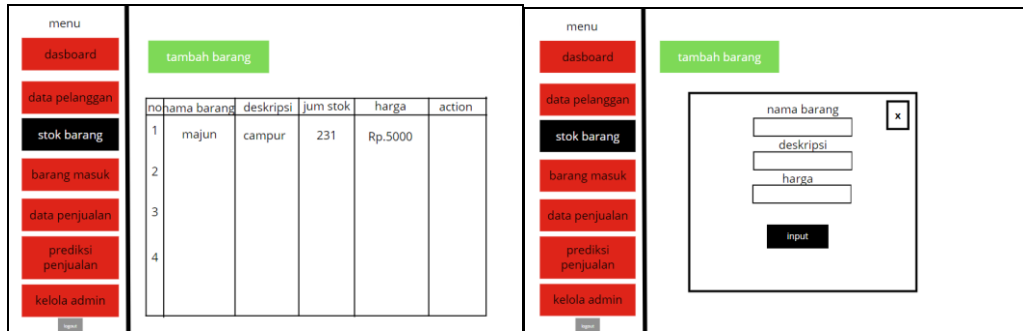 menu
dasboard
data pelanggan
stok barang
barang masuk
data penjualan
prediksi
penjualan
kelola admin
logout
tambah barang
no nama barang deskripsi jum stok harga action
1 majun campur 231 Rp.5000
2
3
4
menu
dasboard
data pelanggan
stok barang
barang masuk
data penjualan
prediksi
penjualan
kelola admin
logout
tambah barang
x
nama barang
deskripsi
harga
input